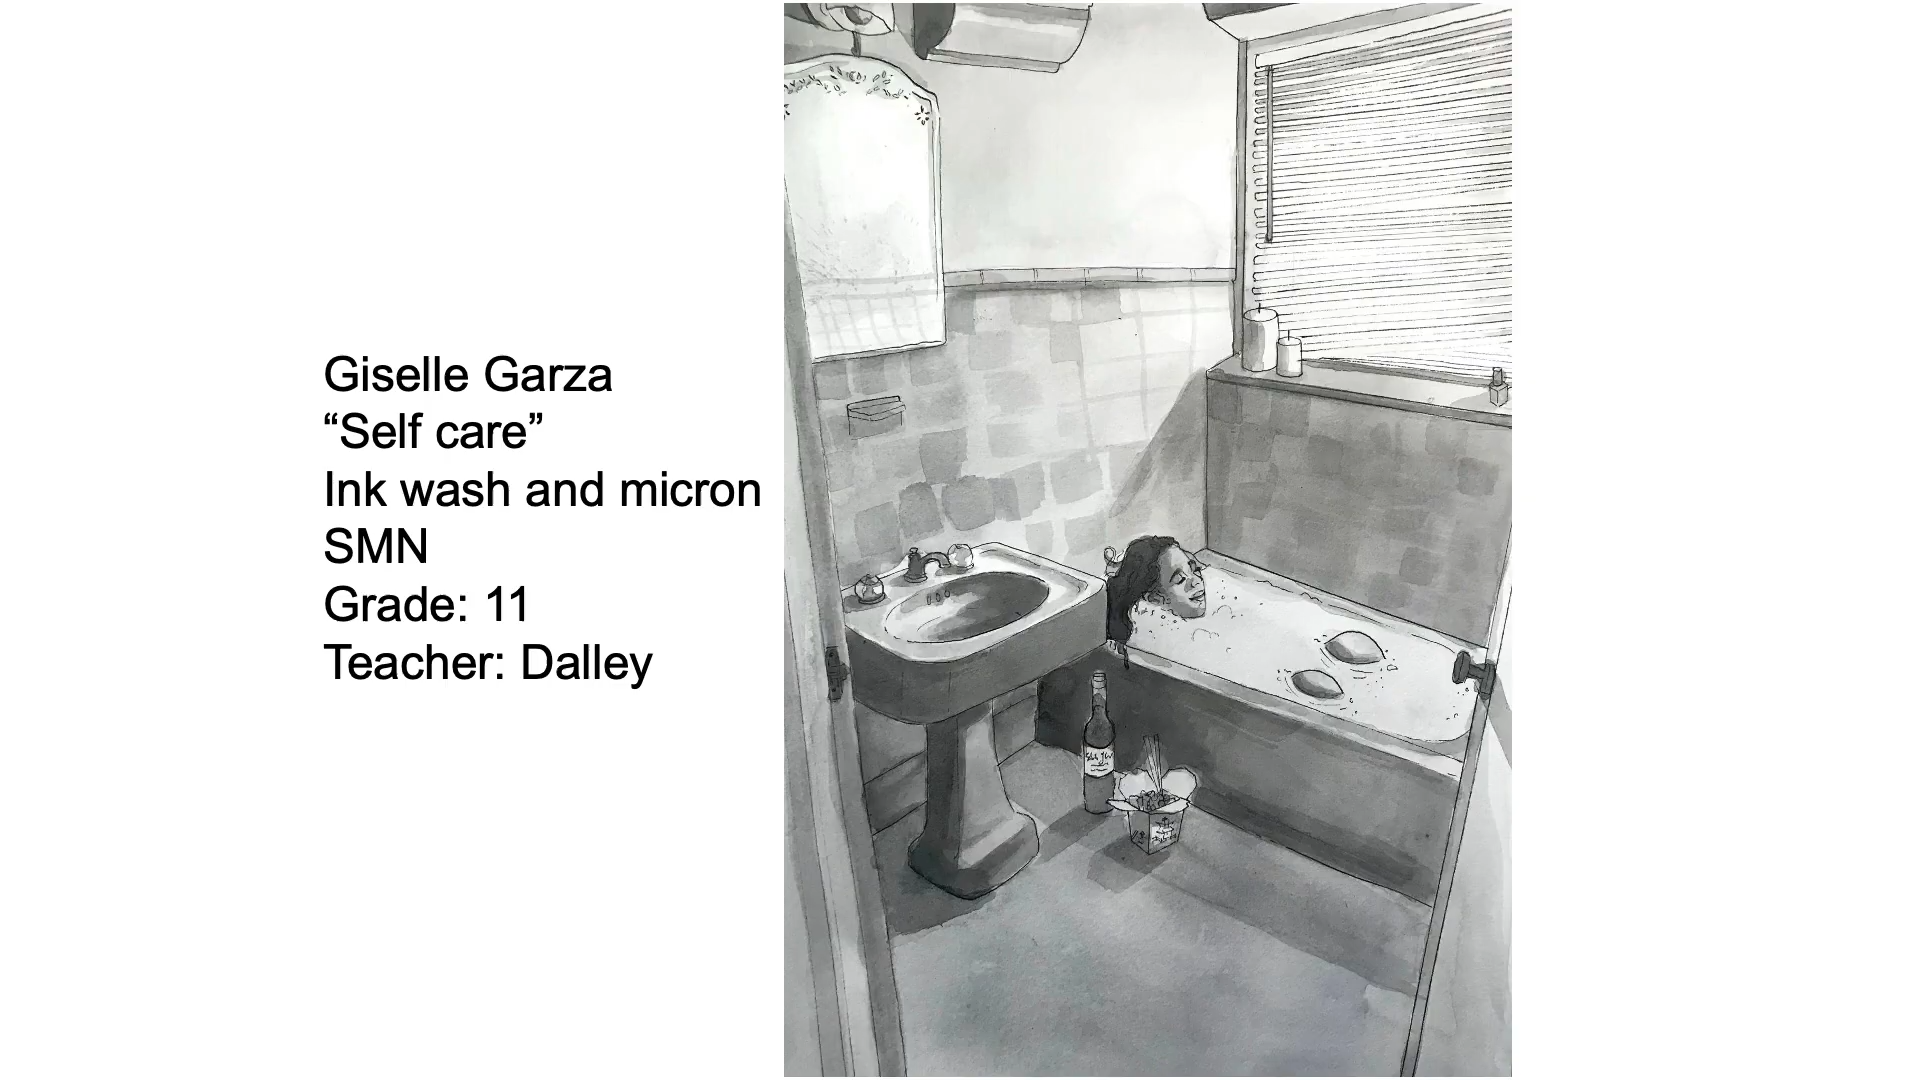 Giselle Garza
“Self care”
Ink wash and micron
SMN
Grade: 11
Teacher: Dalley